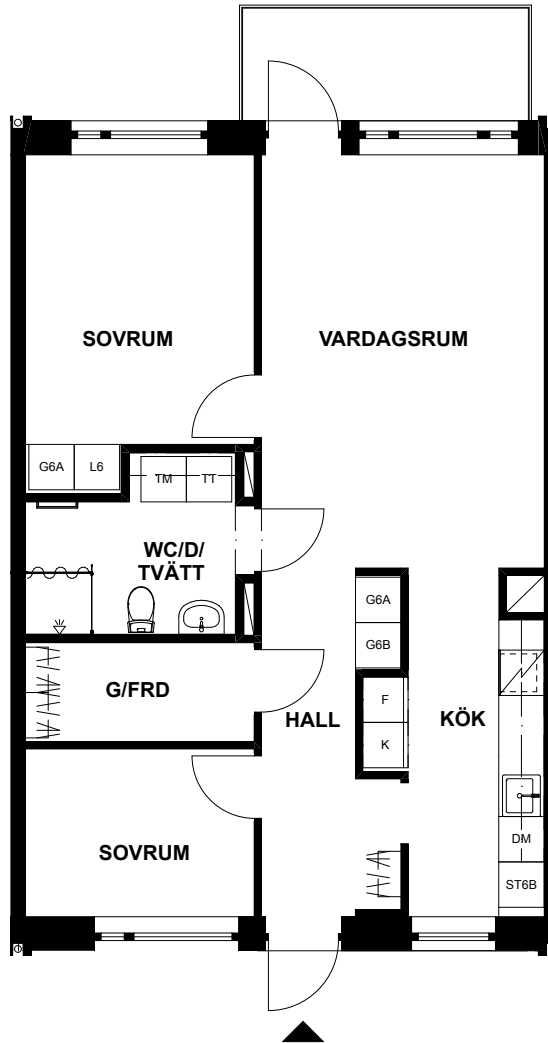 SOVRUM
VARDAGSRUM
G6A
L6
TM
TT
WC/D/
TVÄTT
G6A
G6B
G/FRD
HALL
F
K
KÖK
SOVRUM
DM
ST6B